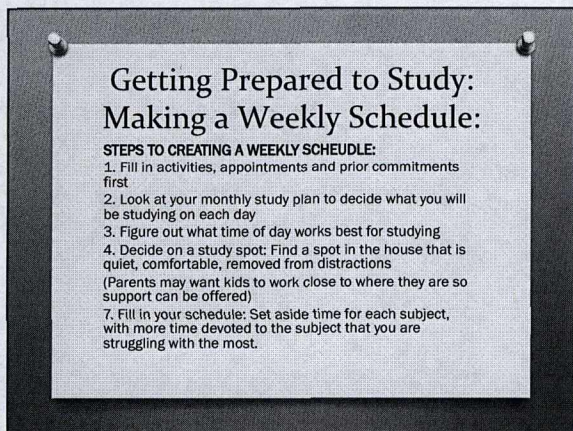 Getting Prepared to Study:
Making a Weekly Schedule:
STEPS TO CREATING A WEEKLY SCHEUDLE:
1. Fill in activities, appointments and prior commitments
first
2. Look at your monthly study plan to decide what you will
be studying on each day
3. Figure out what time of day works best for studying
4. Decide on a study spot: Find a spot in the house that is
quiet, comfortable, removed from distractions
(Parents may want kids to work close to where they are so
support can be offered)
7. Fill in your schedule: Set aside time for each subject,
with more time devoted to the subject that you are
struggling with the most.